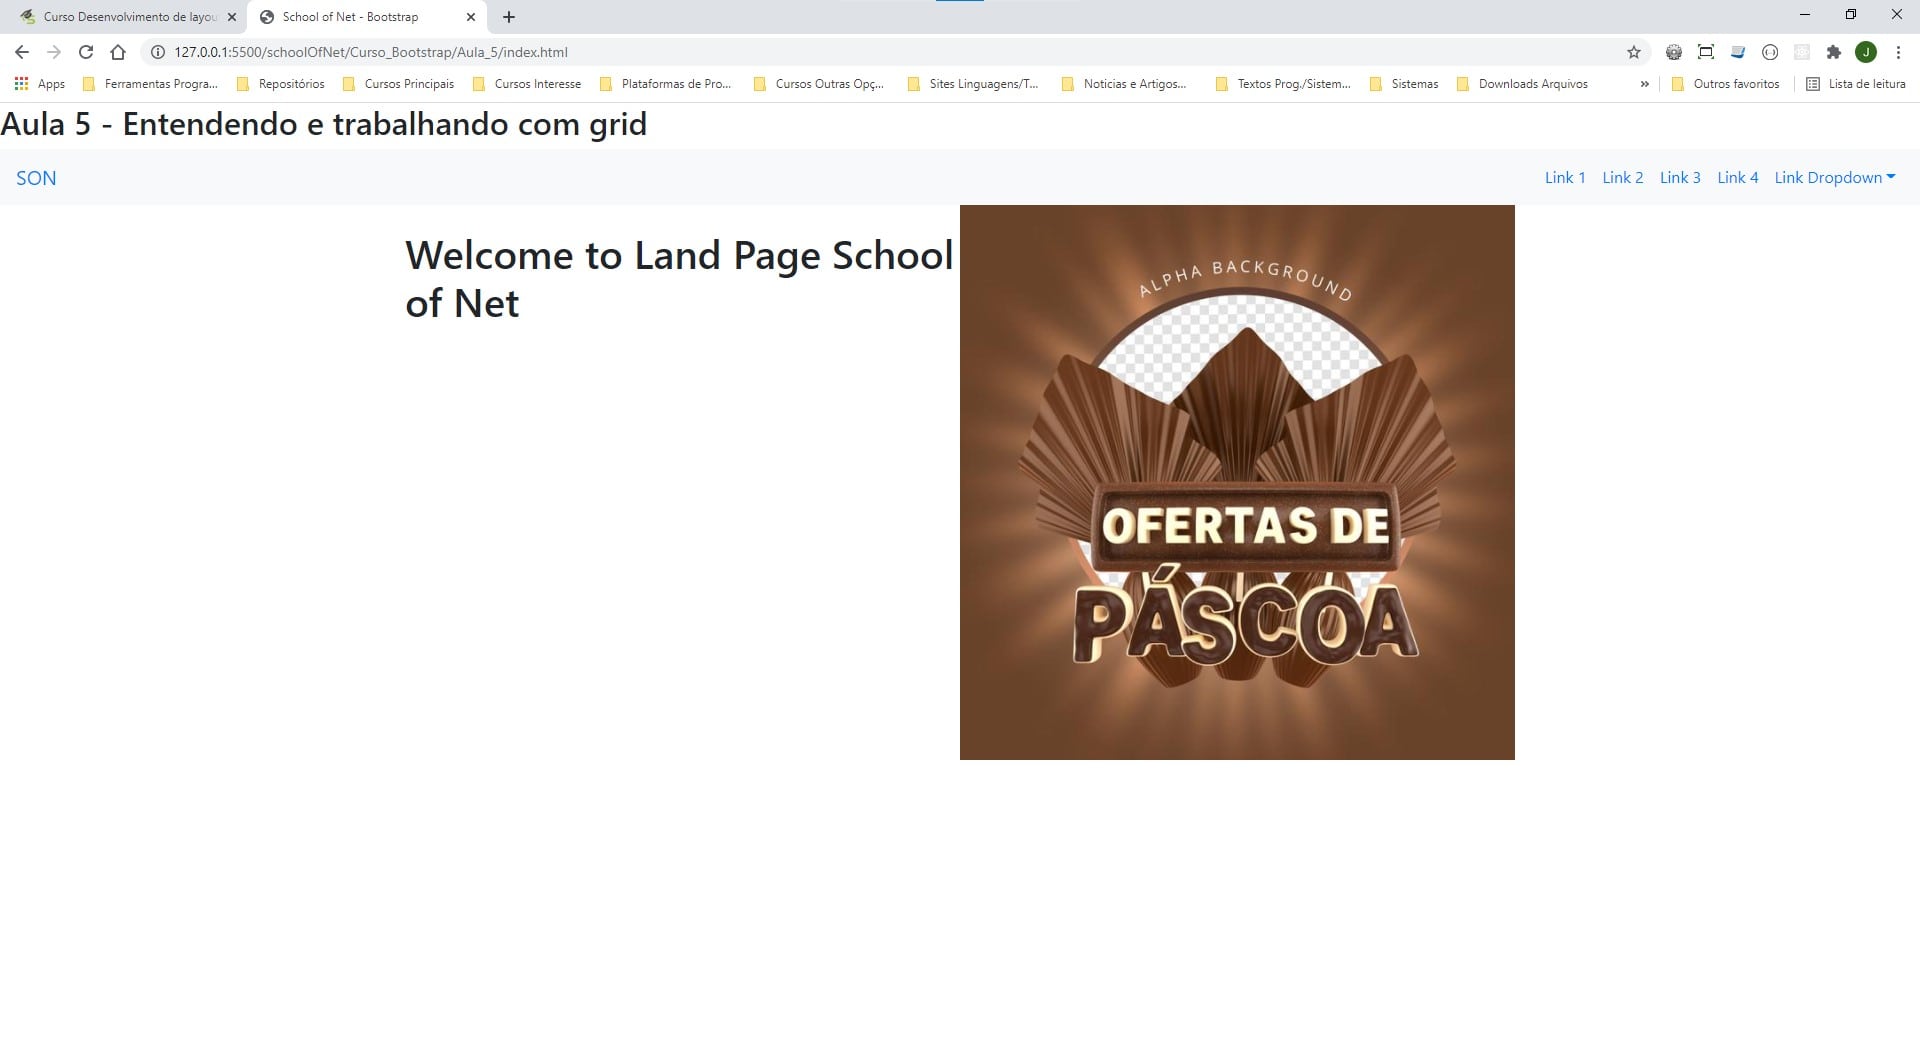 Curso Desenvolvimento de layou
School of Net - Bootstrap
127.0.0.1:5500/schoolOfNet/Curso_Bootstrap/Aula_5/index.html
J
Apps Ferramentas Progra... Repositórios Cursos Principais Cursos Interesse Plataformas de Pro... Cursos Outras Opç... Sites Linguagens/T... Noticias e Artigos... Textos Prog./Sistem... Sistemas Downloads Arquivos » Outros favoritos Lista de leitura
Aula 5 - Entendendo e trabalhando com grid
SON Link 1 Link 2 Link 3 Link 4 Link Dropdown
Welcome to Land Page School
of Net
ALPHA BACKGROUND
OFERTAS DE
PÁSCOA